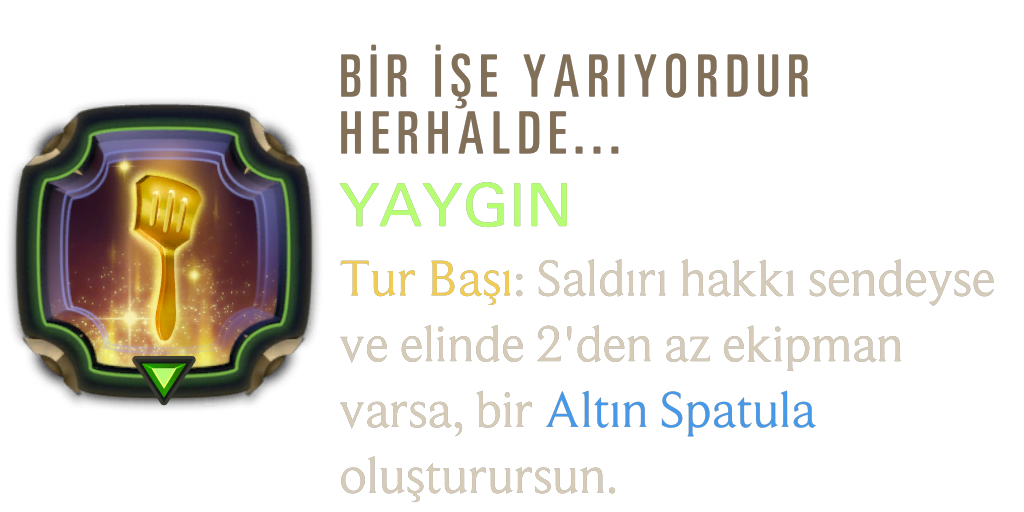 BİR İŞE YARIYORDUR
HERHALDE...
YAYGIN
Tur Başı: Saldırı hakkı sendeyse
ve elinde 2'den az ekipman
varsa, bir Altın Spatula
oluşturursun.